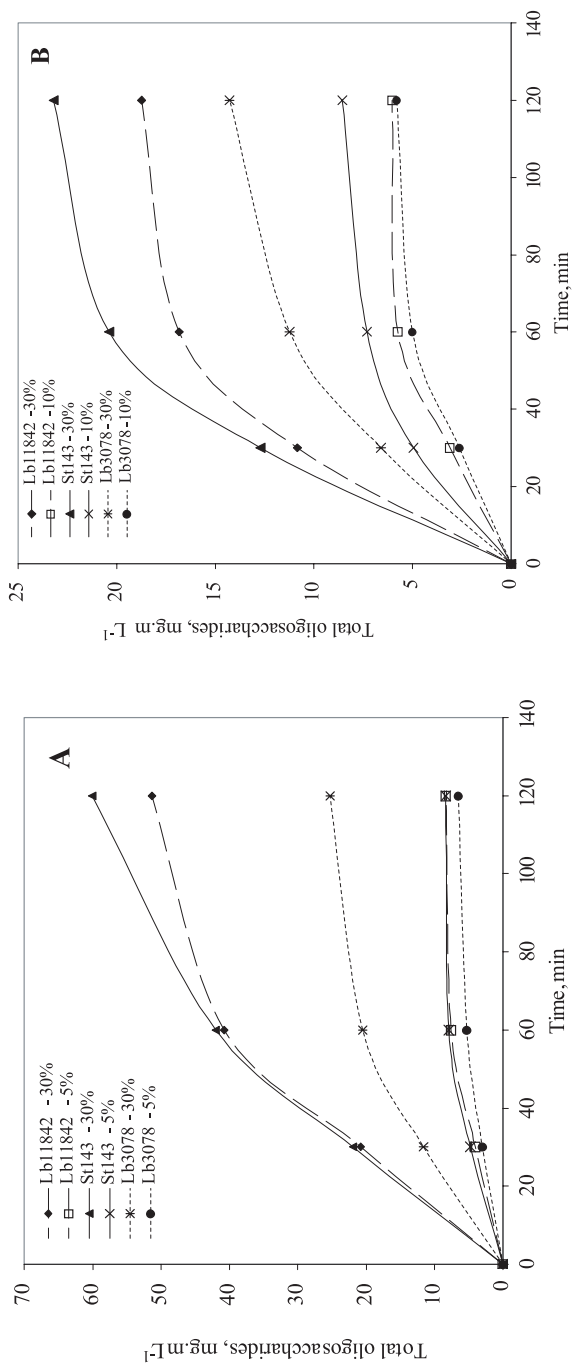 A
Total oligosaccharides, mg.mL-1
70
60
50
40
30
20
10
0
Lb11842 - 30%
Lb11842 - 5%
St143 - 30%
St143 - 5%
Lb3078 - 30%
Lb3078 - 5%
0 20 40 60 80 100 120 140
Time, min
B
Total oligosaccharides, mg.m L-1
25
20
15
10
5
0
Lb11842 -30%
Lb11842 -10%
St143 -30%
St143 -10%
Lb3078 -30%
Lb3078 -10%
0 20 40 60 80 100 120 140
Time, min